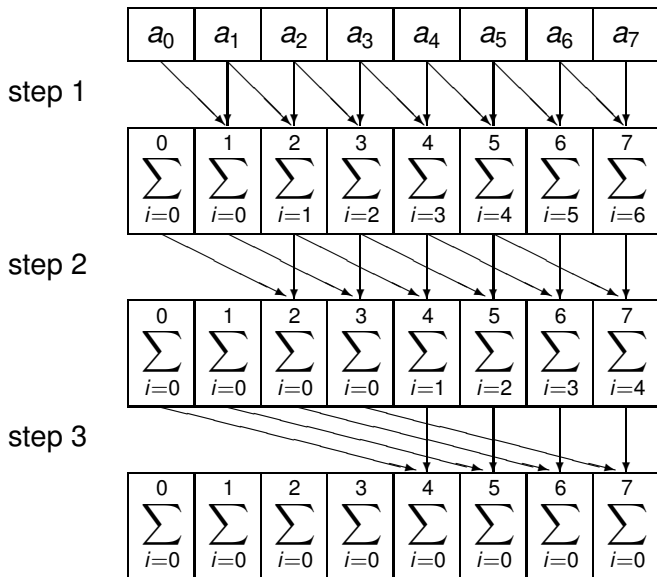 a0 a1 a2 a3 a4 a5 a6 a7
step 1
0 1 2 3 4 5 6 7
∑ ∑ ∑ ∑ ∑ ∑ ∑ ∑
i=0 i=0 i=1 i=2 i=3 i=4 i=5 i=6
step 2
0 1 2 3 4 5 6 7
∑ ∑ ∑ ∑ ∑ ∑ ∑ ∑
i=0 i=0 i=0 i=0 i=1 i=2 i=3 i=4
step 3
0 1 2 3 4 5 6 7
∑ ∑ ∑ ∑ ∑ ∑ ∑ ∑
i=0 i=0 i=0 i=0 i=0 i=0 i=0 i=0